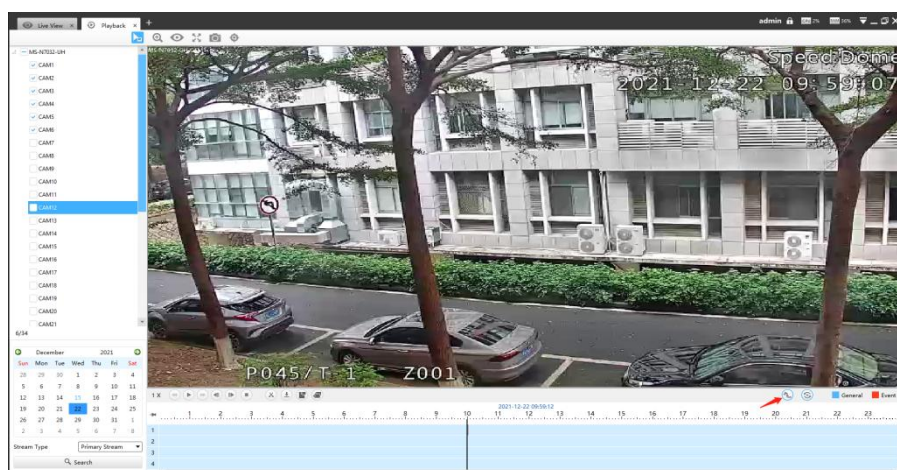 Live View × Playback × +
admin 2% 36%
MS-N7032-UH
CAM1
CAM2
CAM3
CAM4
CAM5
CAM6
CAM7
CAM8
CAM9
CAM10
CAM11
CAM12
CAM13
CAM14
CAM15
CAM16
CAM17
CAM18
CAM19
CAM20
CAM21
6/34
MS-N7032-UH
Speed Dome
2021-12-22 09:59:07
P045/T 1 Z001
December 2021
Sun Mon Tue Wed Thu Fri Sat
28 29 30 1 2 3 4
5 6 7 8 9 10 11
12 13 14 15 16 17 18
19 20 21 22 23 24 25
26 27 28 29 30 31 1
2 3 4 5 6 7 8
Stream Type Primary Stream
Search
1 X
General Event
2021-12-22 09:59:12
1 2 3 4 5 6 7 8 9 10 11 12 13 14 15 16 17 18 19 20 21 22 23
1
2
3
4